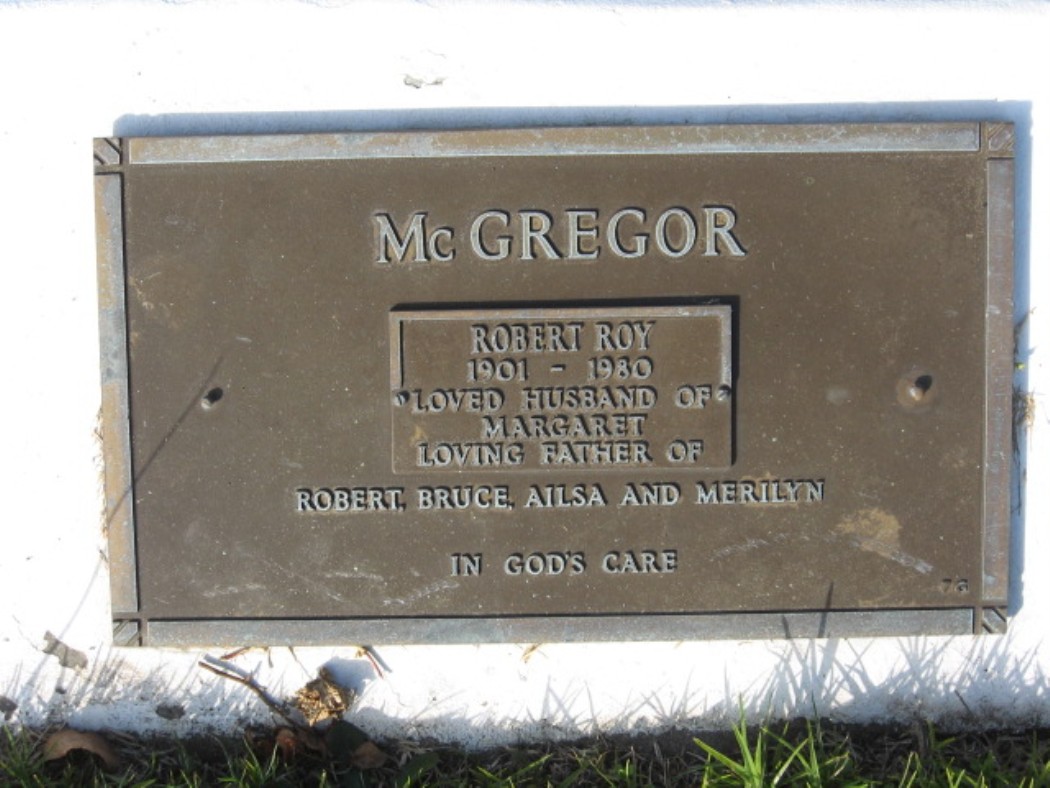 McGREGOR
ROBERT ROY
1901 - 1980
LOVED HUSBAND OF
MARGARET
LOVING FATHER OF
ROBERT, BRUCE, AILSA AND MERILYN
IN GOD'S CARE